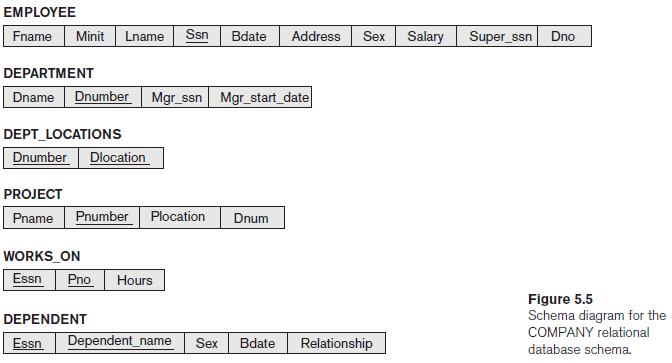 EMPLOYEE
Fname Minit Lname Ssn Bdate Address Sex Salary Super_ssn Dno
DEPARTMENT
Dname Dnumber Mgr_ssn Mgr_start_date
DEPT_LOCATIONS
Dnumber Dlocation
PROJECT
Pname Pnumber Plocation Dnum
WORKS_ON
Essn Pno Hours
DEPENDENT
Essn Dependent_name Sex Bdate Relationship
Figure 5.5
Schema diagram for the
COMPANY relational
database schema.